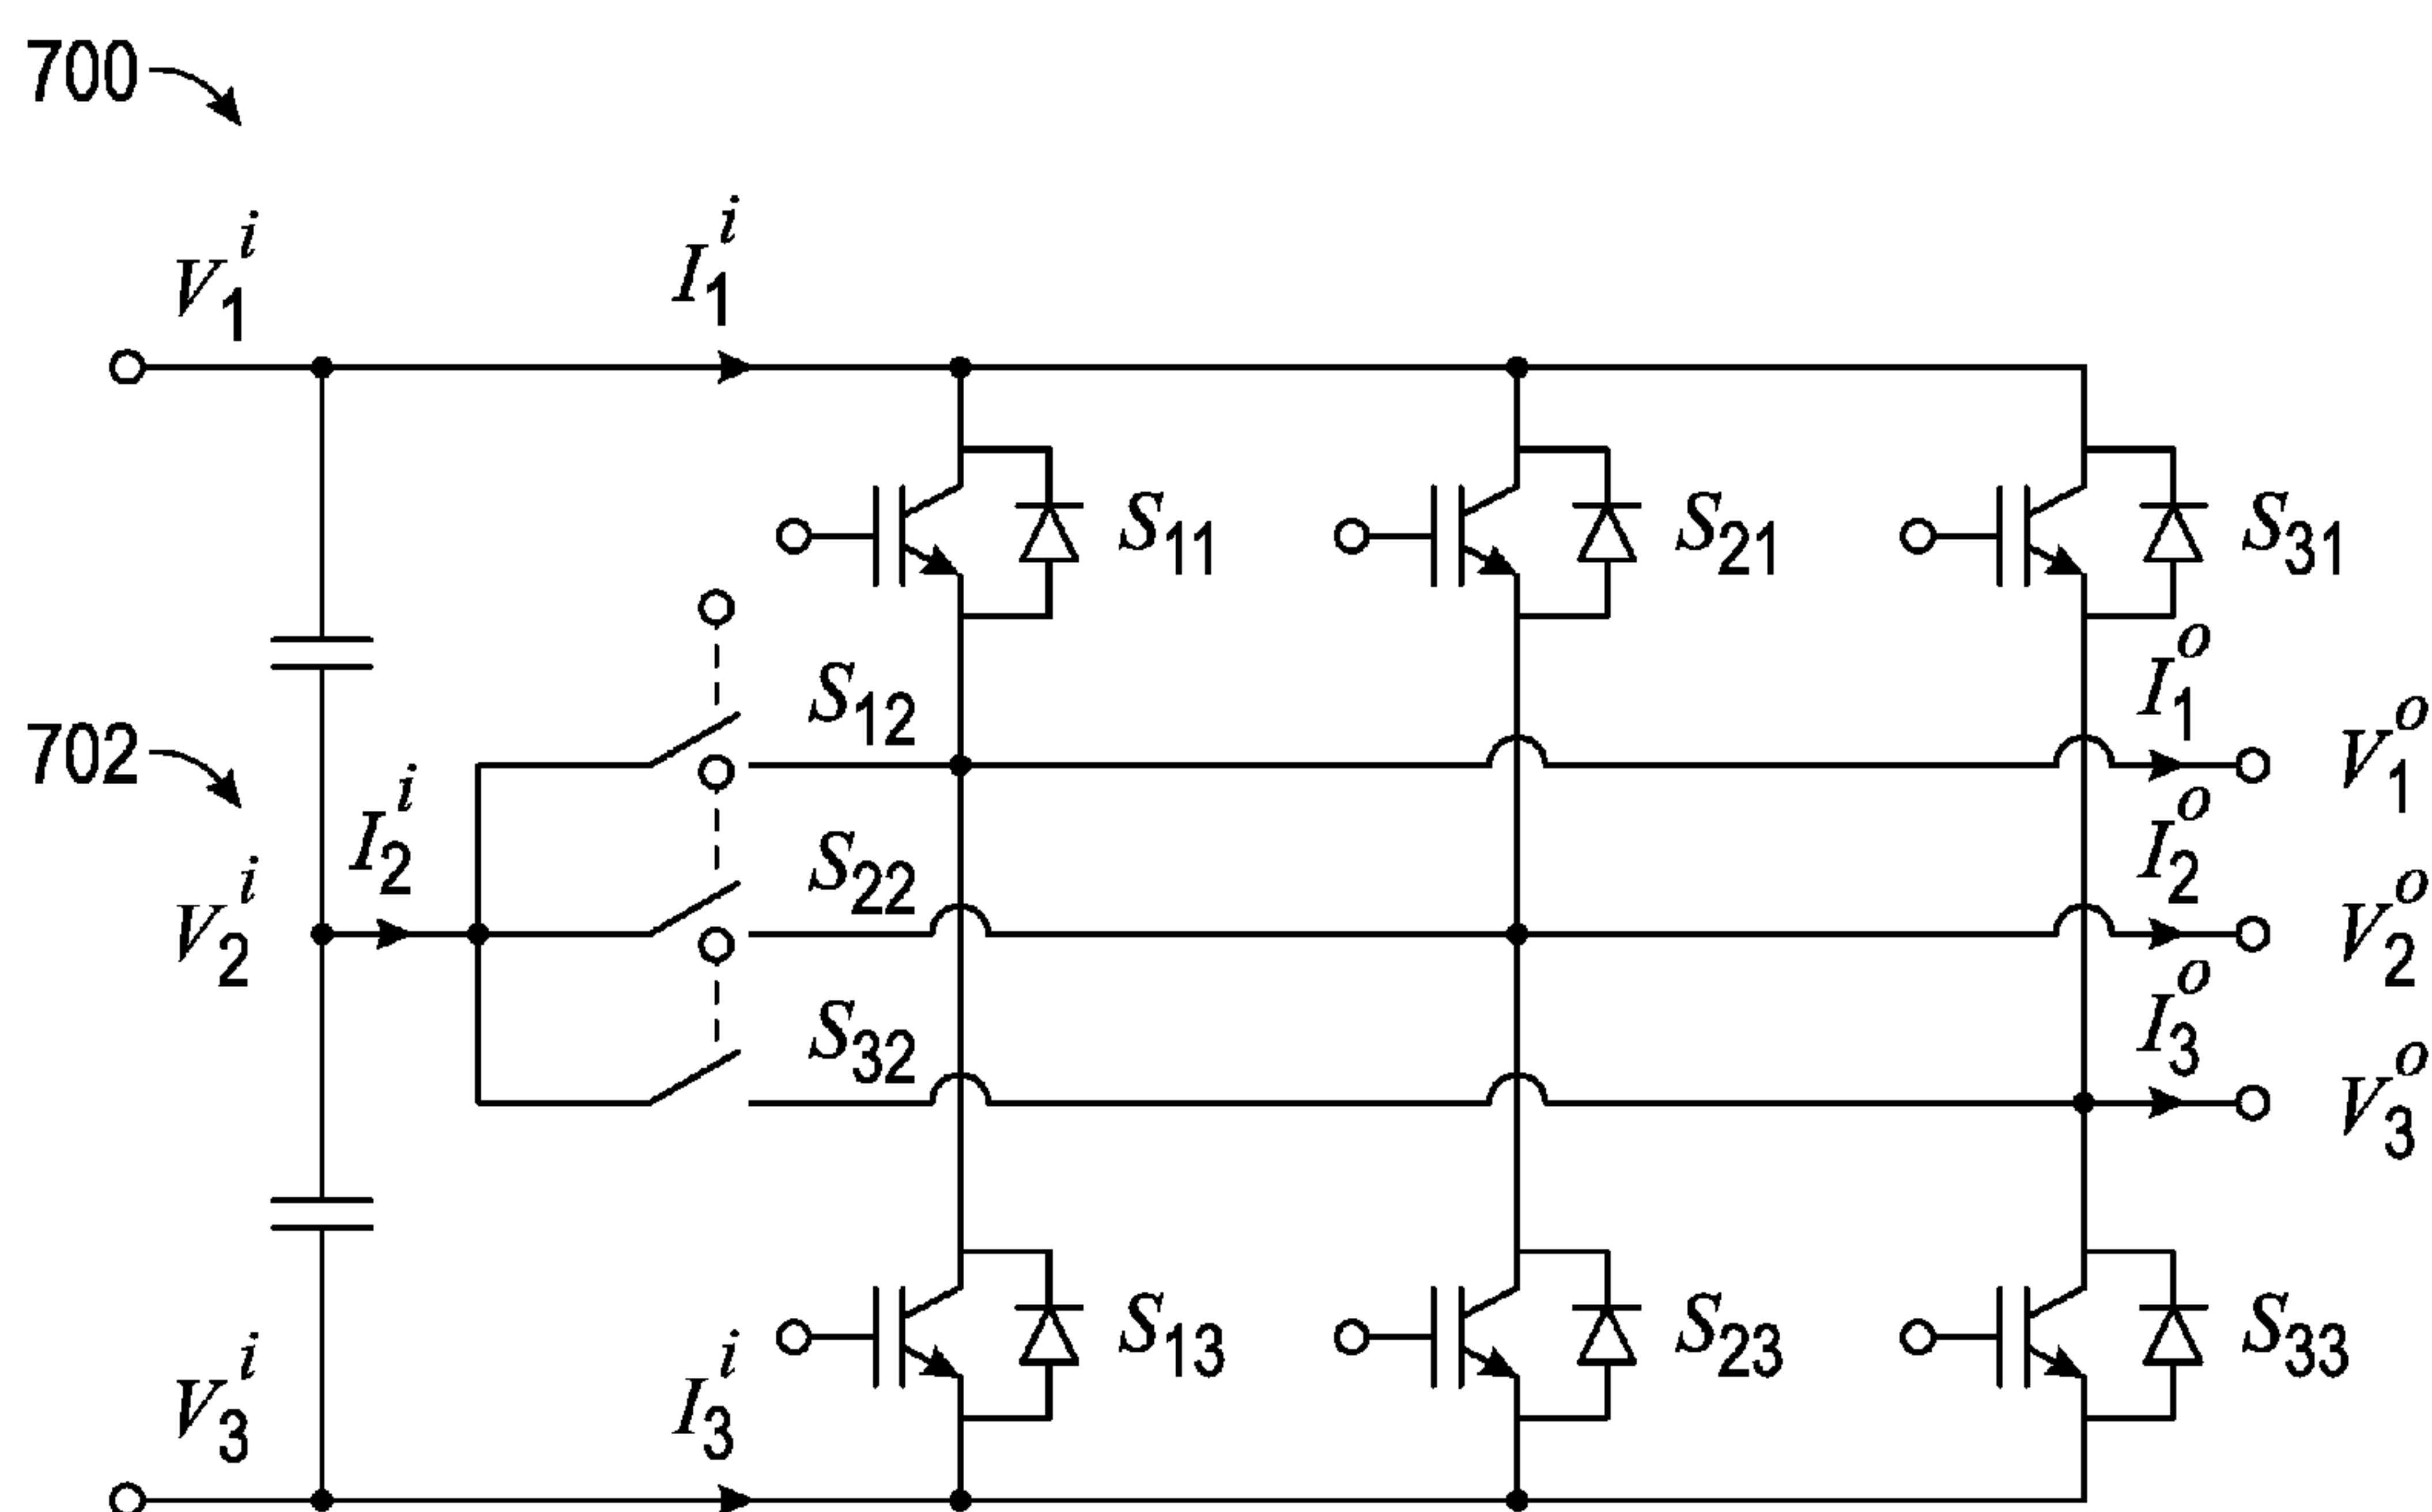 700
V₁ⁱ
I₁ⁱ
S₁₁
S₂₁
S₃₁
I₁ᵒ
S₁₂
V₁ᵒ
702
I₂ⁱ
I₂ᵒ
S₂₂
V₂ⁱ
V₂ᵒ
I₃ᵒ
S₃₂
V₃ᵒ
S₁₃
S₂₃
S₃₃
V₃ⁱ
I₃ⁱ